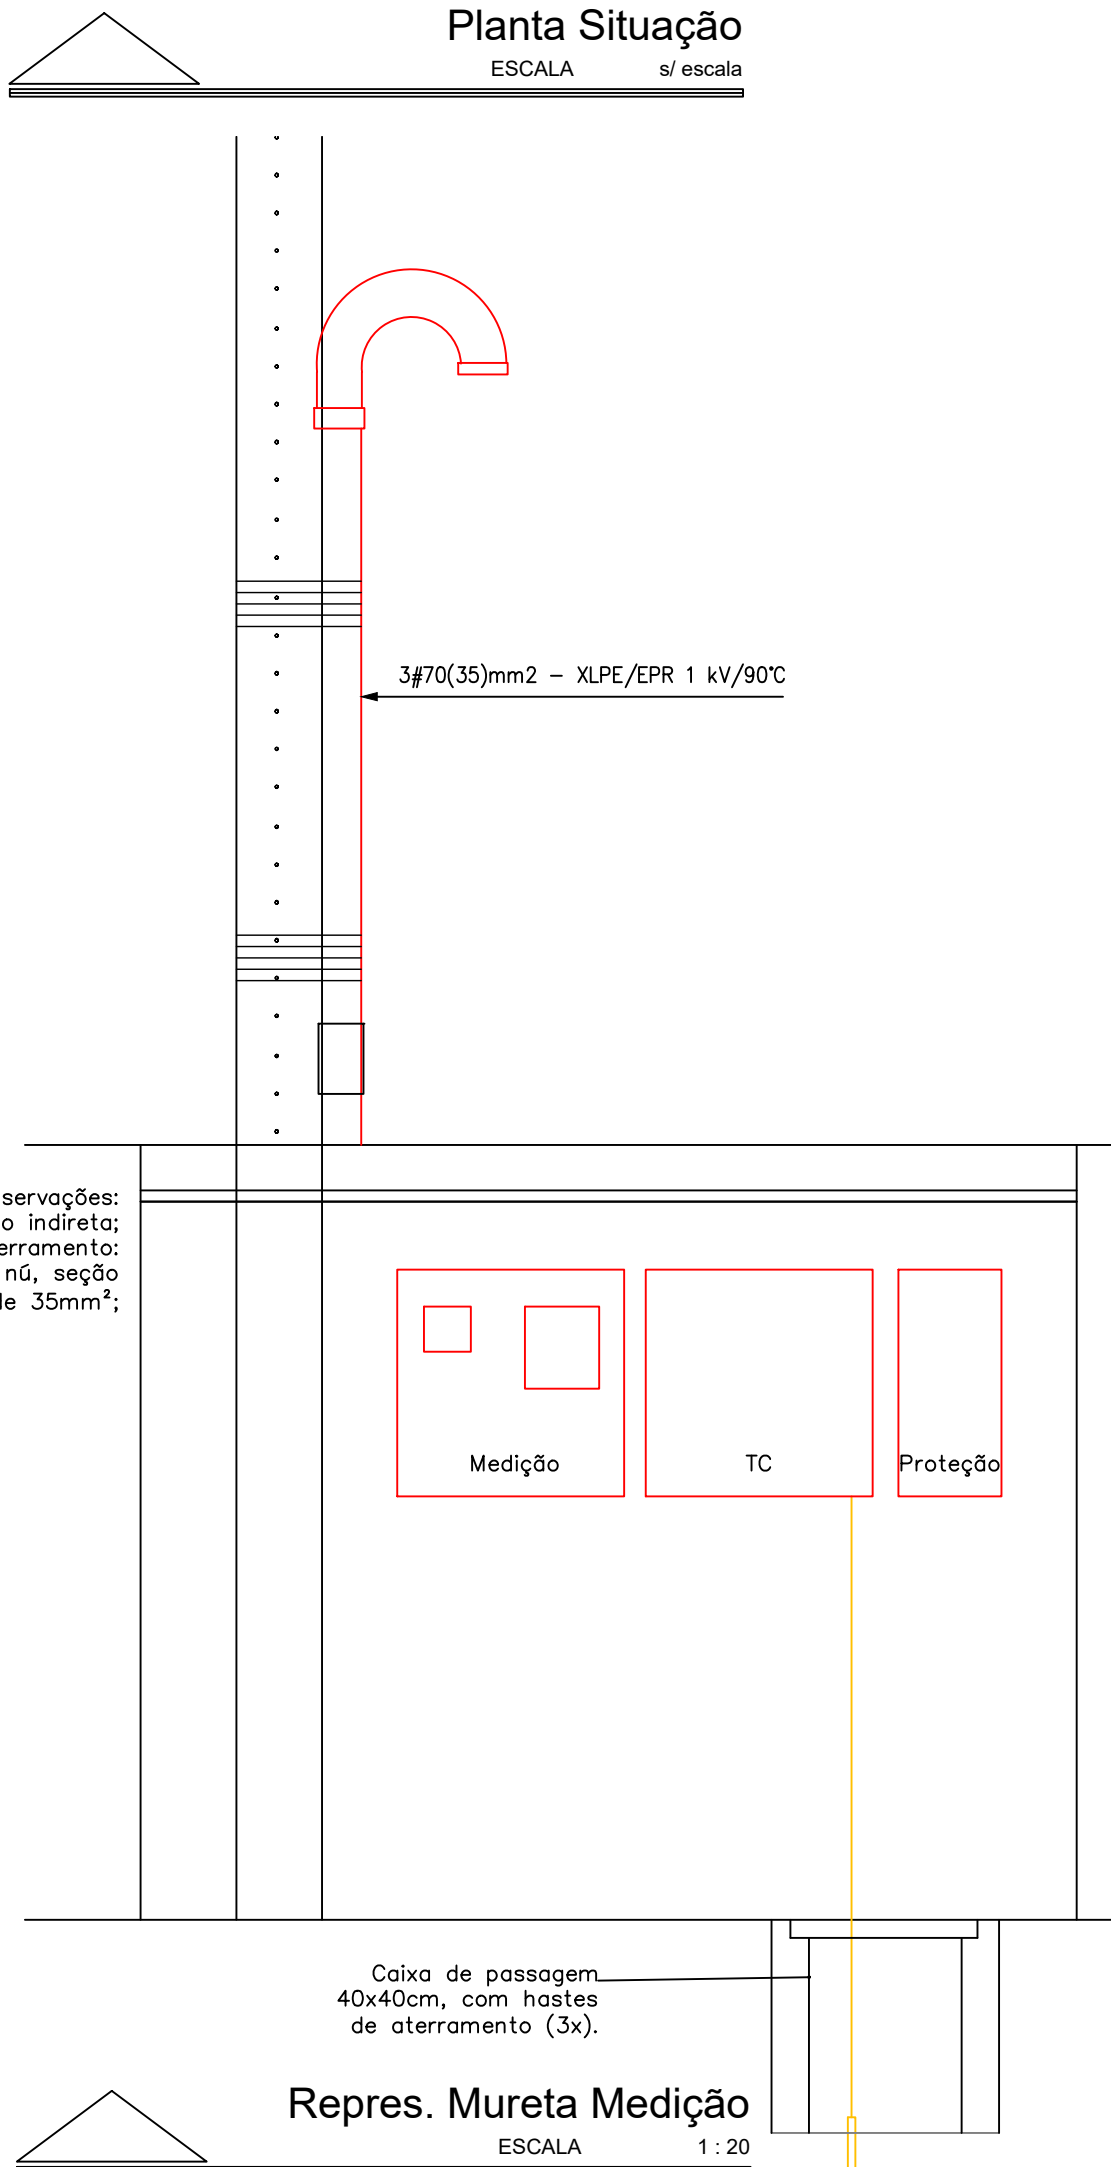 Planta Situação
ESCALA s/ escala
3#70(35)mm2 – XLPE/EPR 1 kV/90°C
servações:
o indireta;
erramento:
nú, seção
de 35mm²;
Medição
TC
Proteção
Caixa de passagem
40x40cm, com hastes
de aterramento (3x).
Repres. Mureta Medição
ESCALA 1 : 20